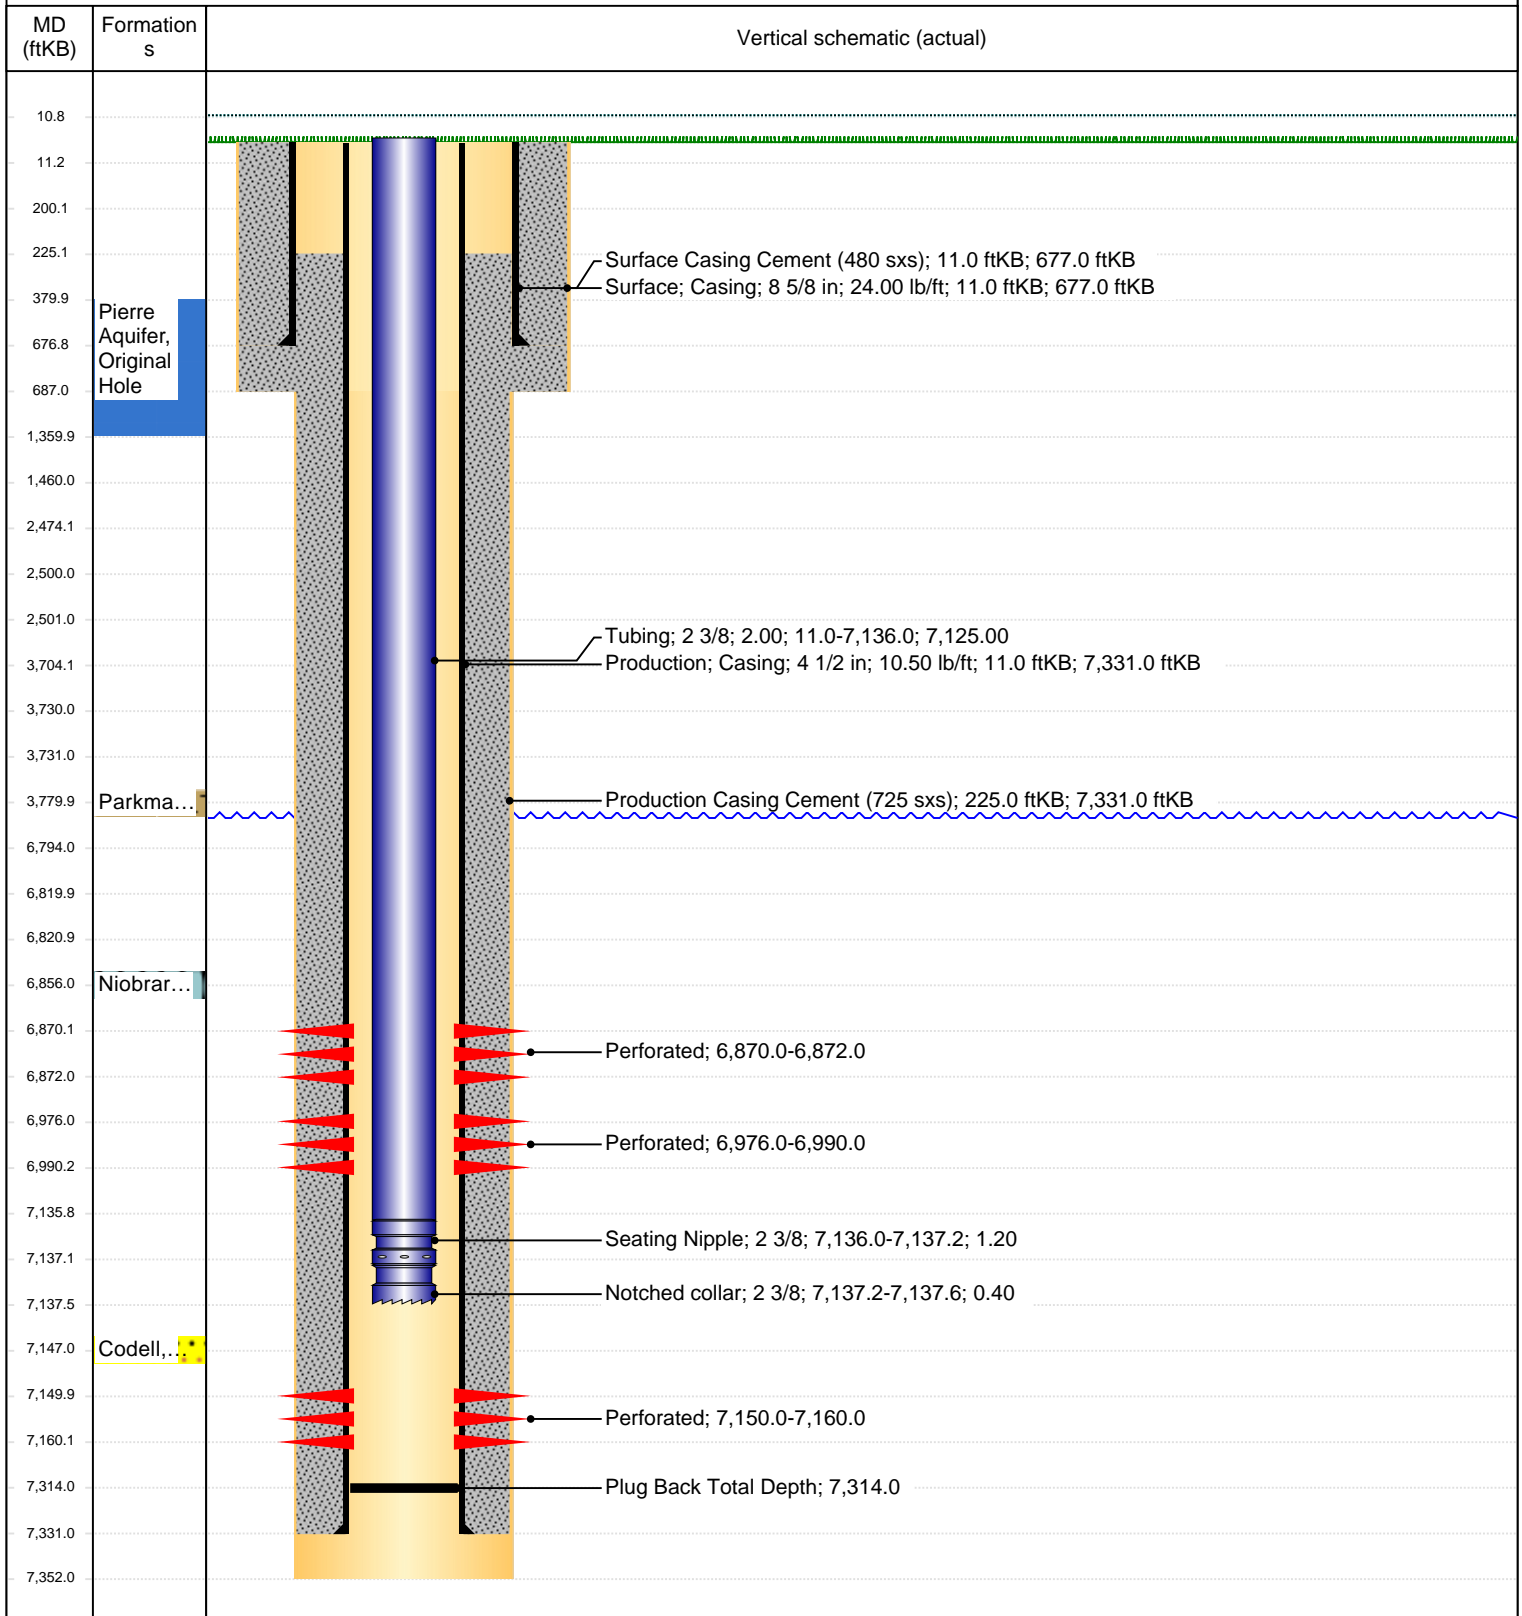 MD
(ftKB)
Formation
s
Vertical schematic (actual)
10.8
11.2
200.1
225.1
Surface Casing Cement (480 sxs); 11.0 ftKB; 677.0 ftKB
Surface; Casing; 8 5/8 in; 24.00 lb/ft; 11.0 ftKB; 677.0 ftKB
379.9
Pierre
Aquifer,
Original
Hole
676.8
687.0
1,359.9
1,460.0
2,474.1
2,500.0
2,501.0
Tubing; 2 3/8; 2.00; 11.0-7,136.0; 7,125.00
Production; Casing; 4 1/2 in; 10.50 lb/ft; 11.0 ftKB; 7,331.0 ftKB
3,704.1
3,730.0
3,731.0
3,779.9
Parkma...
Production Casing Cement (725 sxs); 225.0 ftKB; 7,331.0 ftKB
6,794.0
6,819.9
6,820.9
6,856.0
Niobrar...
6,870.1
Perforated; 6,870.0-6,872.0
6,872.0
6,976.0
Perforated; 6,976.0-6,990.0
6,990.2
7,135.8
Seating Nipple; 2 3/8; 7,136.0-7,137.2; 1.20
7,137.1
Notched collar; 2 3/8; 7,137.2-7,137.6; 0.40
7,137.5
7,147.0
Codell,...
7,149.9
Perforated; 7,150.0-7,160.0
7,160.1
7,314.0
Plug Back Total Depth; 7,314.0
7,331.0
7,352.0